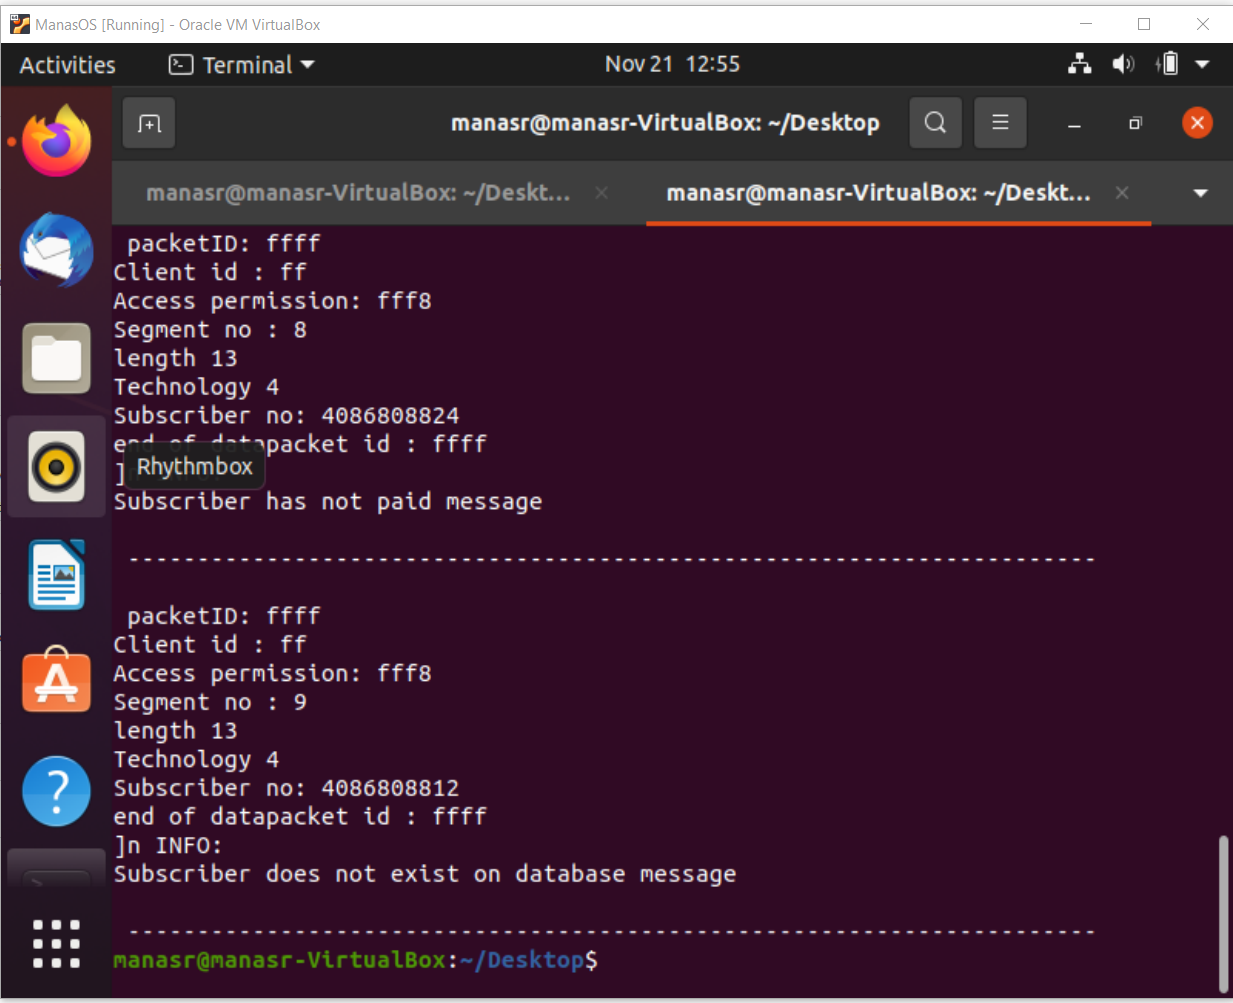 ManasOS [Running] - Oracle VM VirtualBox
Activities
Terminal
Nov 21 12:55
manasr@manasr-VirtualBox: ~/Desktop
manasr@manasr-VirtualBox: ~/Deskt...
manasr@manasr-VirtualBox: ~/Deskt...
packetID: ffff
Client id : ff
Access permission: fff8
Segment no : 8
length 13
Technology 4
Subscriber no: 4086808824
end of datapacket id : ffff
]n INFO:
Rhythmbox
Subscriber has not paid message
----------------------------------------------------------------------
packetID: ffff
Client id : ff
Access permission: fff8
Segment no : 9
length 13
Technology 4
Subscriber no: 4086808812
end of datapacket id : ffff
]n INFO:
Subscriber does not exist on database message
----------------------------------------------------------------------
manasr@manasr-VirtualBox:~/Desktop$